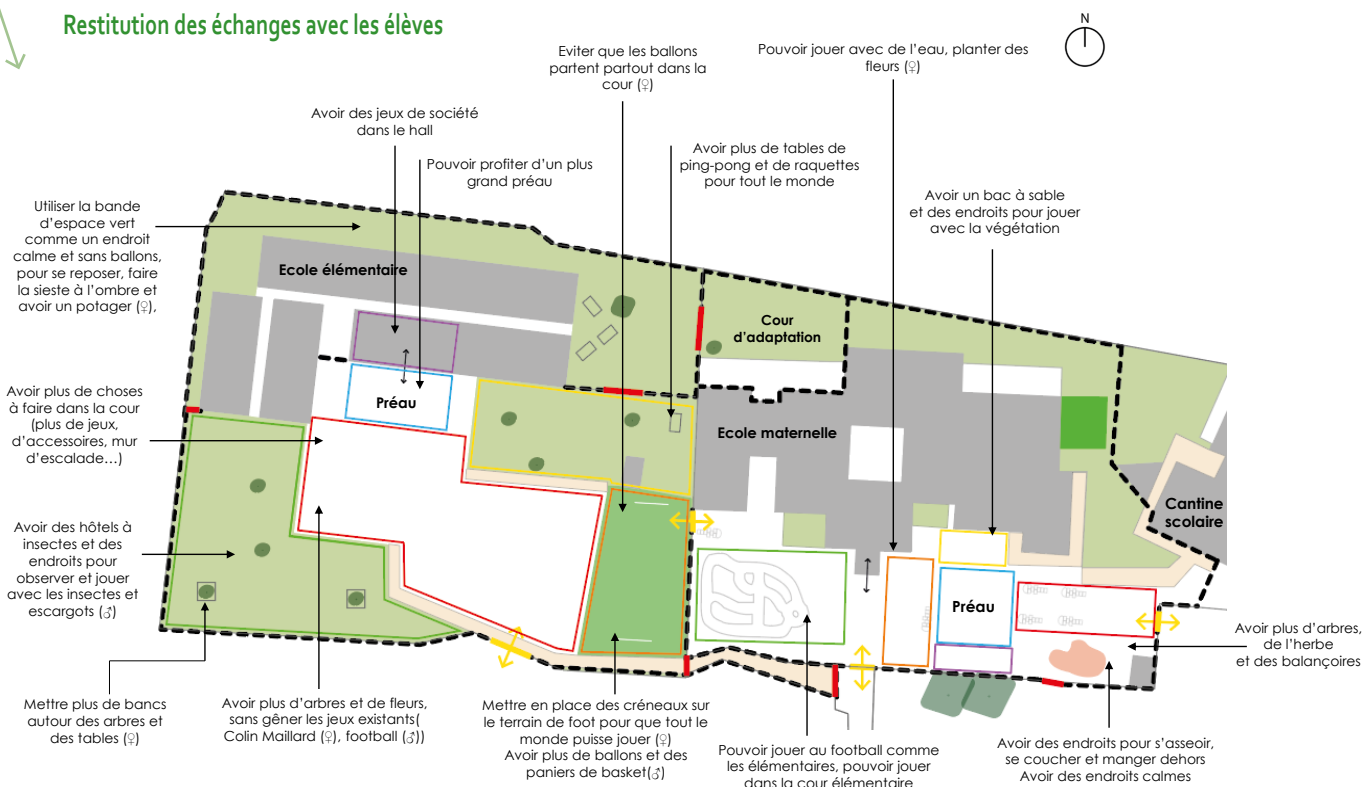 Restitution des échanges avec les élèves
N
Eviter que les ballons
partent partout dans la
cour (♀)
Pouvoir jouer avec de l'eau, planter des
fleurs (♀)
Avoir des jeux de société
dans le hall
Pouvoir profiter d'un plus
grand préau
Avoir plus de tables de
ping-pong et de raquettes
pour tout le monde
Avoir un bac à sable
et des endroits pour jouer
avec la végétation
Utiliser la bande
d'espace vert
comme un endroit
calme et sans ballons,
pour se reposer, faire
la sieste à l'ombre et
avoir un potager (♀),
Ecole élémentaire
Cour
d'adaptation
Avoir plus de choses
à faire dans la cour
(plus de jeux,
d'accessoires, mur
d'escalade…)
Préau
Ecole maternelle
Cantine
scolaire
Avoir des hôtels à
insectes et des
endroits pour
observer et jouer
avec les insectes et
escargots (♂)
Préau
Avoir plus d'arbres,
de l'herbe
et des balançoires
Mettre plus de bancs
autour des arbres et
des tables (♀)
Avoir plus d'arbres et de fleurs,
sans gêner les jeux existants(
Colin Maillard (♀), football (♂))
Mettre en place des créneaux sur
le terrain de foot pour que tout le
monde puisse jouer (♀)
Avoir plus de ballons et des
paniers de basket(♂)
Pouvoir jouer au football comme
les élémentaires, pouvoir jouer
dans la cour élémentaire
Avoir des endroits pour s'asseoir,
se coucher et manger dehors
Avoir des endroits calmes